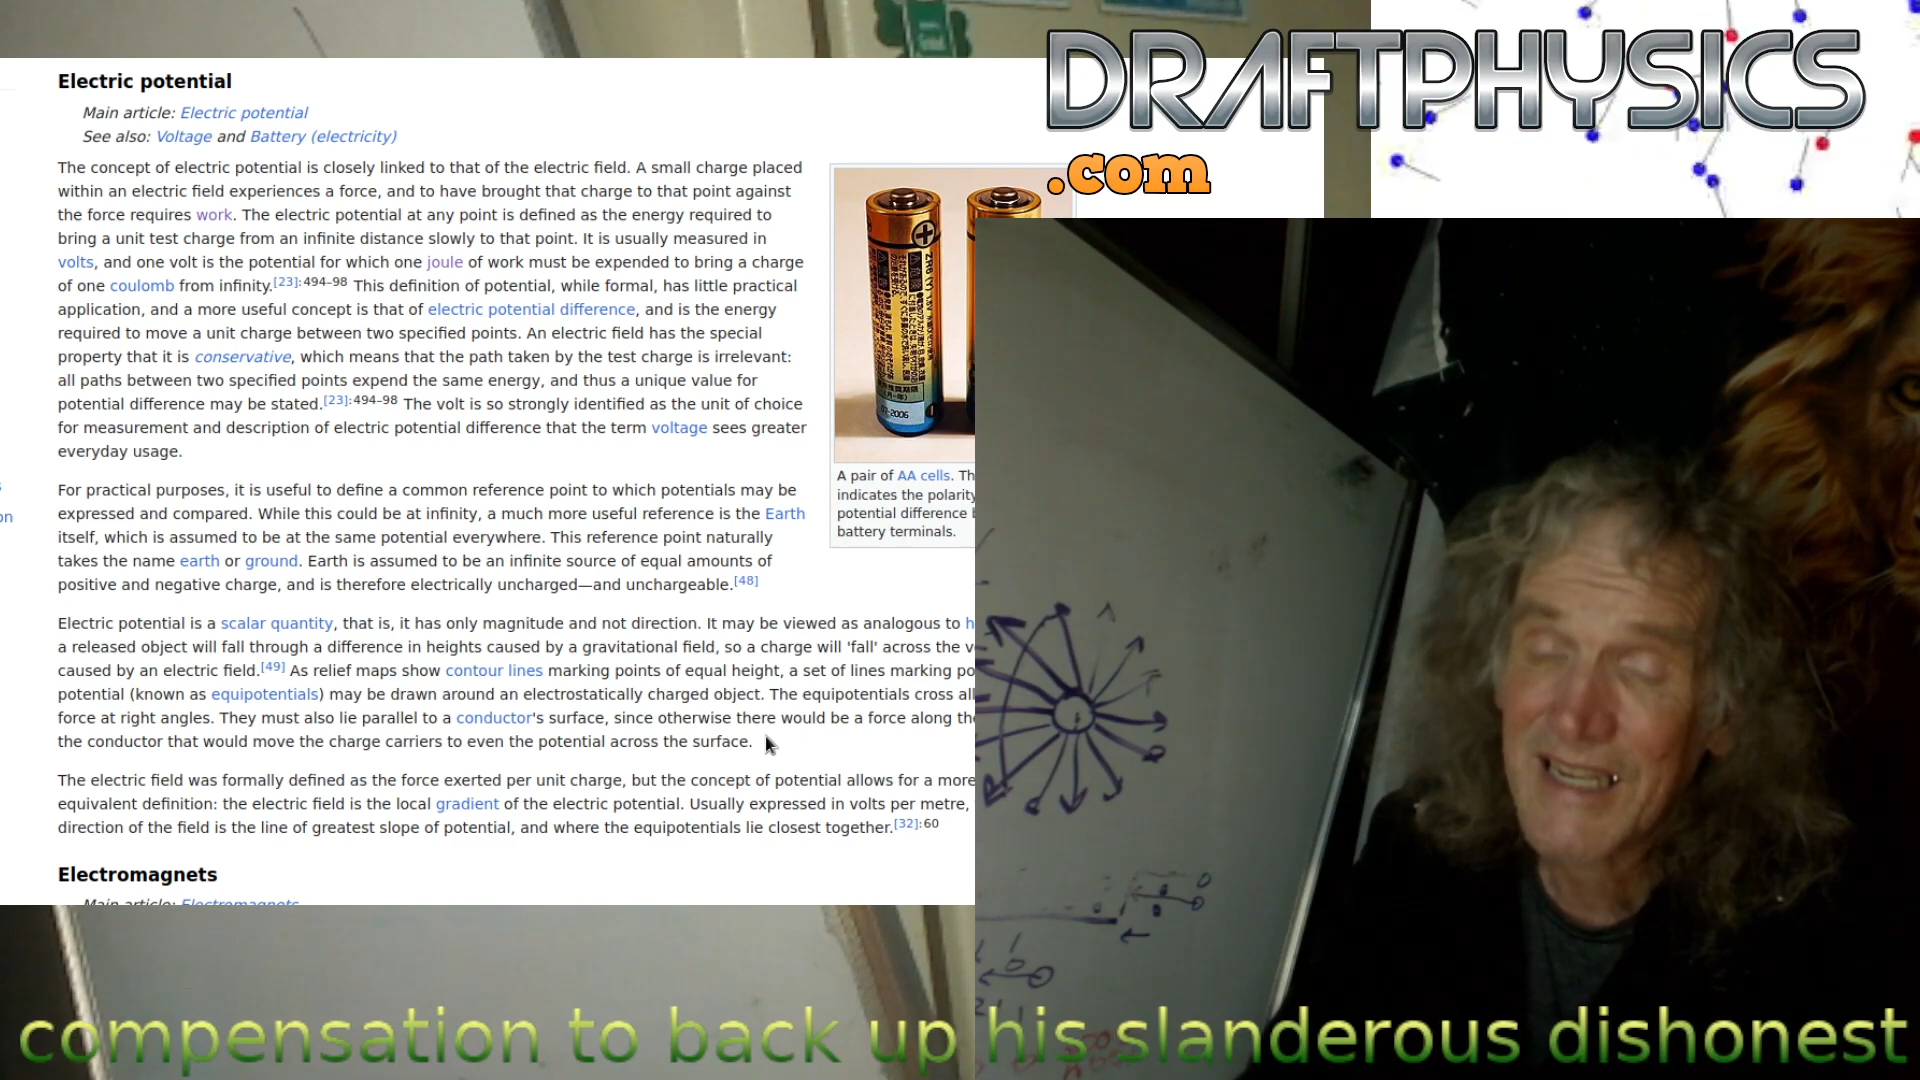 Electric potential
Main article: Electric potential
See also: Voltage and Battery (electricity)
The concept of electric potential is closely linked to that of the electric field. A small charge placed
within an electric field experiences a force, and to have brought that charge to that point against
the force requires work. The electric potential at any point is defined as the energy required to
bring a unit test charge from an infinite distance slowly to that point. It is usually measured in
volts, and one volt is the potential for which one joule of work must be expended to bring a charge
of one coulomb from infinity.[23]:494–98 This definition of potential, while formal, has little practical
application, and a more useful concept is that of electric potential difference, and is the energy
required to move a unit charge between two specified points. An electric field has the special
property that it is conservative, which means that the path taken by the test charge is irrelevant:
all paths between two specified points expend the same energy, and thus a unique value for
potential difference may be stated.[23]:494–98 The volt is so strongly identified as the unit of choice
for measurement and description of electric potential difference that the term voltage sees greater
everyday usage.
For practical purposes, it is useful to define a common reference point to which potentials may be
expressed and compared. While this could be at infinity, a much more useful reference is the Earth
itself, which is assumed to be at the same potential everywhere. This reference point naturally
takes the name earth or ground. Earth is assumed to be an infinite source of equal amounts of
positive and negative charge, and is therefore electrically uncharged—and unchargeable.[48]
Electric potential is a scalar quantity, that is, it has only magnitude and not direction. It may be viewed as analogous to h
a released object will fall through a difference in heights caused by a gravitational field, so a charge will 'fall' across the v
caused by an electric field.[49] As relief maps show contour lines marking points of equal height, a set of lines marking po
potential (known as equipotentials) may be drawn around an electrostatically charged object. The equipotentials cross all
force at right angles. They must also lie parallel to a conductor's surface, since otherwise there would be a force along the
the conductor that would move the charge carriers to even the potential across the surface.
The electric field was formally defined as the force exerted per unit charge, but the concept of potential allows for a more
equivalent definition: the electric field is the local gradient of the electric potential. Usually expressed in volts per metre,
direction of the field is the line of greatest slope of potential, and where the equipotentials lie closest together.[32]:60
Electromagnets
Main article: Electromagnets
A pair of AA cells. Th
indicates the polarity
potential difference b
battery terminals.
DRAFTPHYSICS
.com
compensation to back up his slanderous dishonest